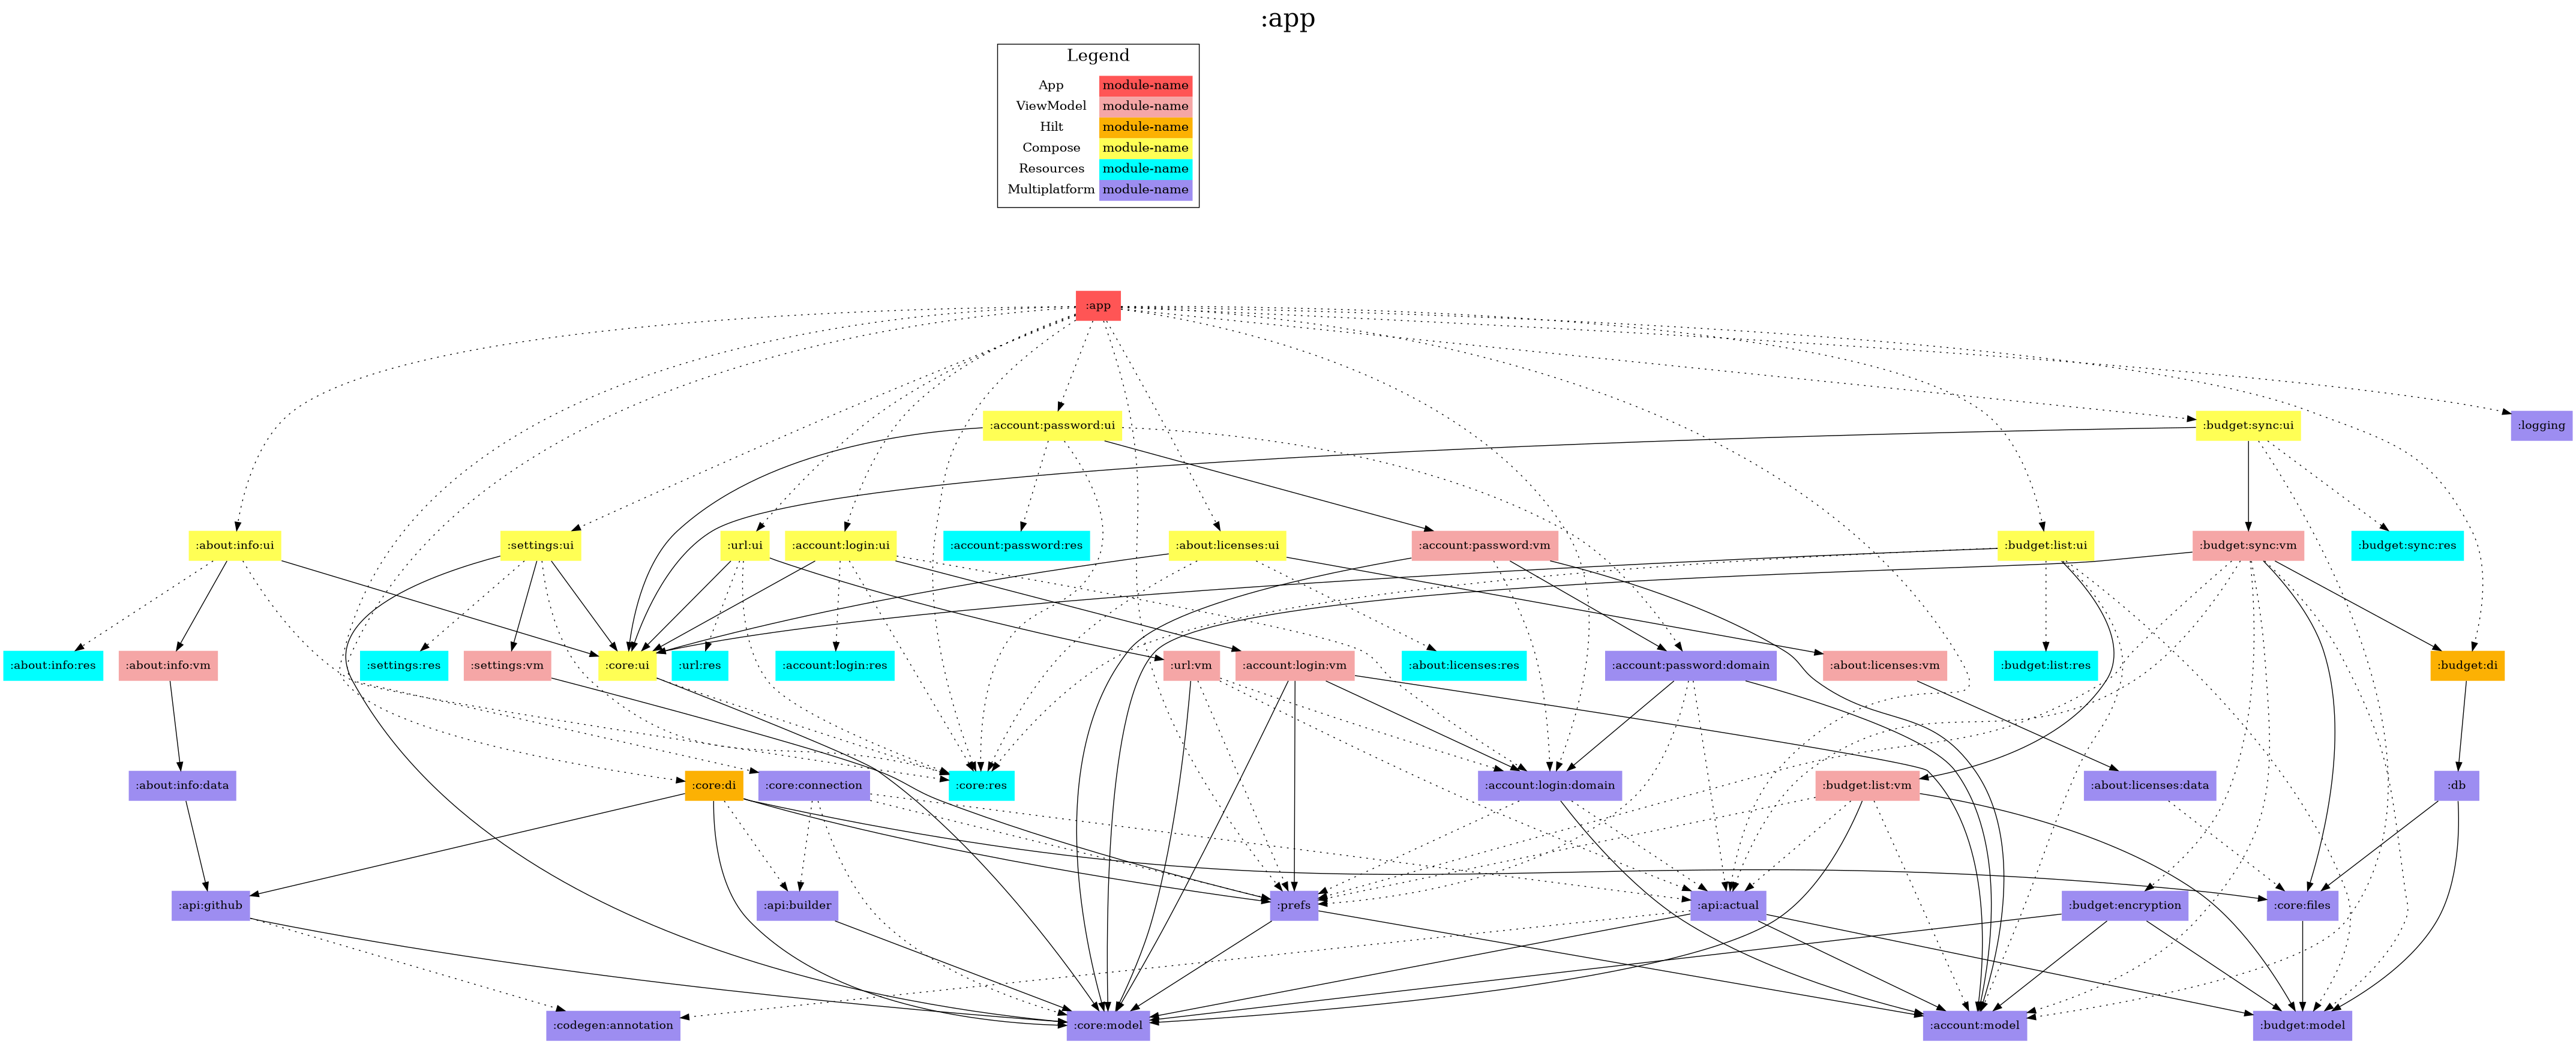 :app
Legend
App module-name
ViewModel module-name
Hilt module-name
Compose module-name
Resources module-name
Multiplatform module-name
:app
:account:password:ui
:budget:sync:ui
:logging
:about:info:ui
:settings:ui
:url:ui
:account:login:ui
:account:password:res
:about:licenses:ui
:account:password:vm
:budget:list:ui
:budget:sync:vm
:budget:sync:res
:about:info:res
:about:info:vm
:settings:res
:settings:vm
:core:ui
:url:res
:account:login:res
:url:vm
:account:login:vm
:about:licenses:res
:account:password:domain
:about:licenses:vm
:budget:list:res
:budget:di
:about:info:data
:core:di
:core:connection
:core:res
:account:login:domain
:budget:list:vm
:about:licenses:data
:db
:api:github
:api:builder
:prefs
:api:actual
:budget:encryption
:core:files
:codegen:annotation
:core:model
:account:model
:budget:model